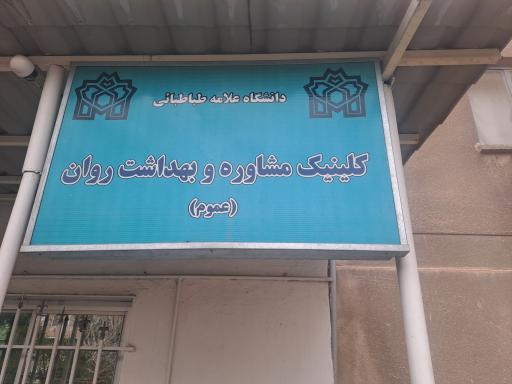 دانشگاه علامه طباطبائی
کلینیک مشاوره و بهداشت روان
(عموم)